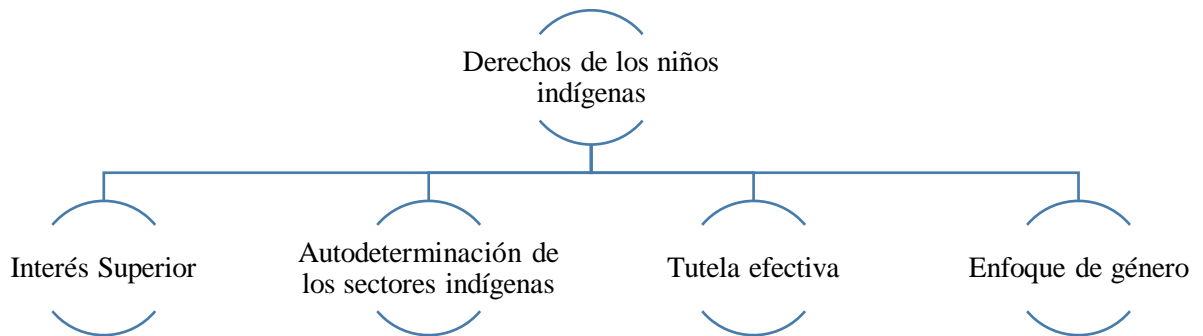 Derechos de los niños
indígenas
Interés Superior
Autodeterminación de
los sectores indígenas
Tutela efectiva
Enfoque de género